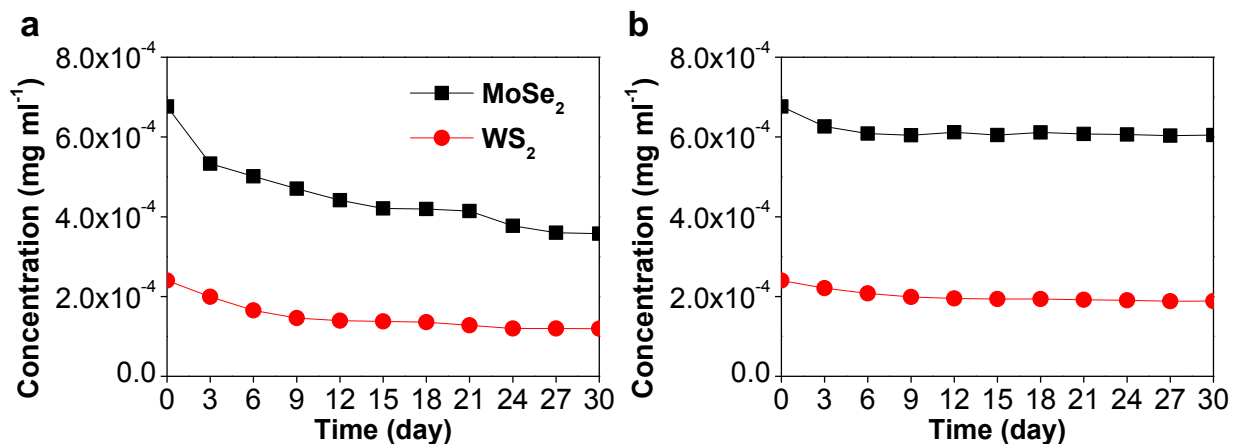 a
Concentration (mg ml⁻¹)
8.0x10⁻⁴
6.0x10⁻⁴
4.0x10⁻⁴
2.0x10⁻⁴
0.0
MoSe₂
WS₂
0 3 6 9 12 15 18 21 24 27 30
Time (day)
b
Concentration (mg ml⁻¹)
8.0x10⁻⁴
6.0x10⁻⁴
4.0x10⁻⁴
2.0x10⁻⁴
0.0
0 3 6 9 12 15 18 21 24 27 30
Time (day)